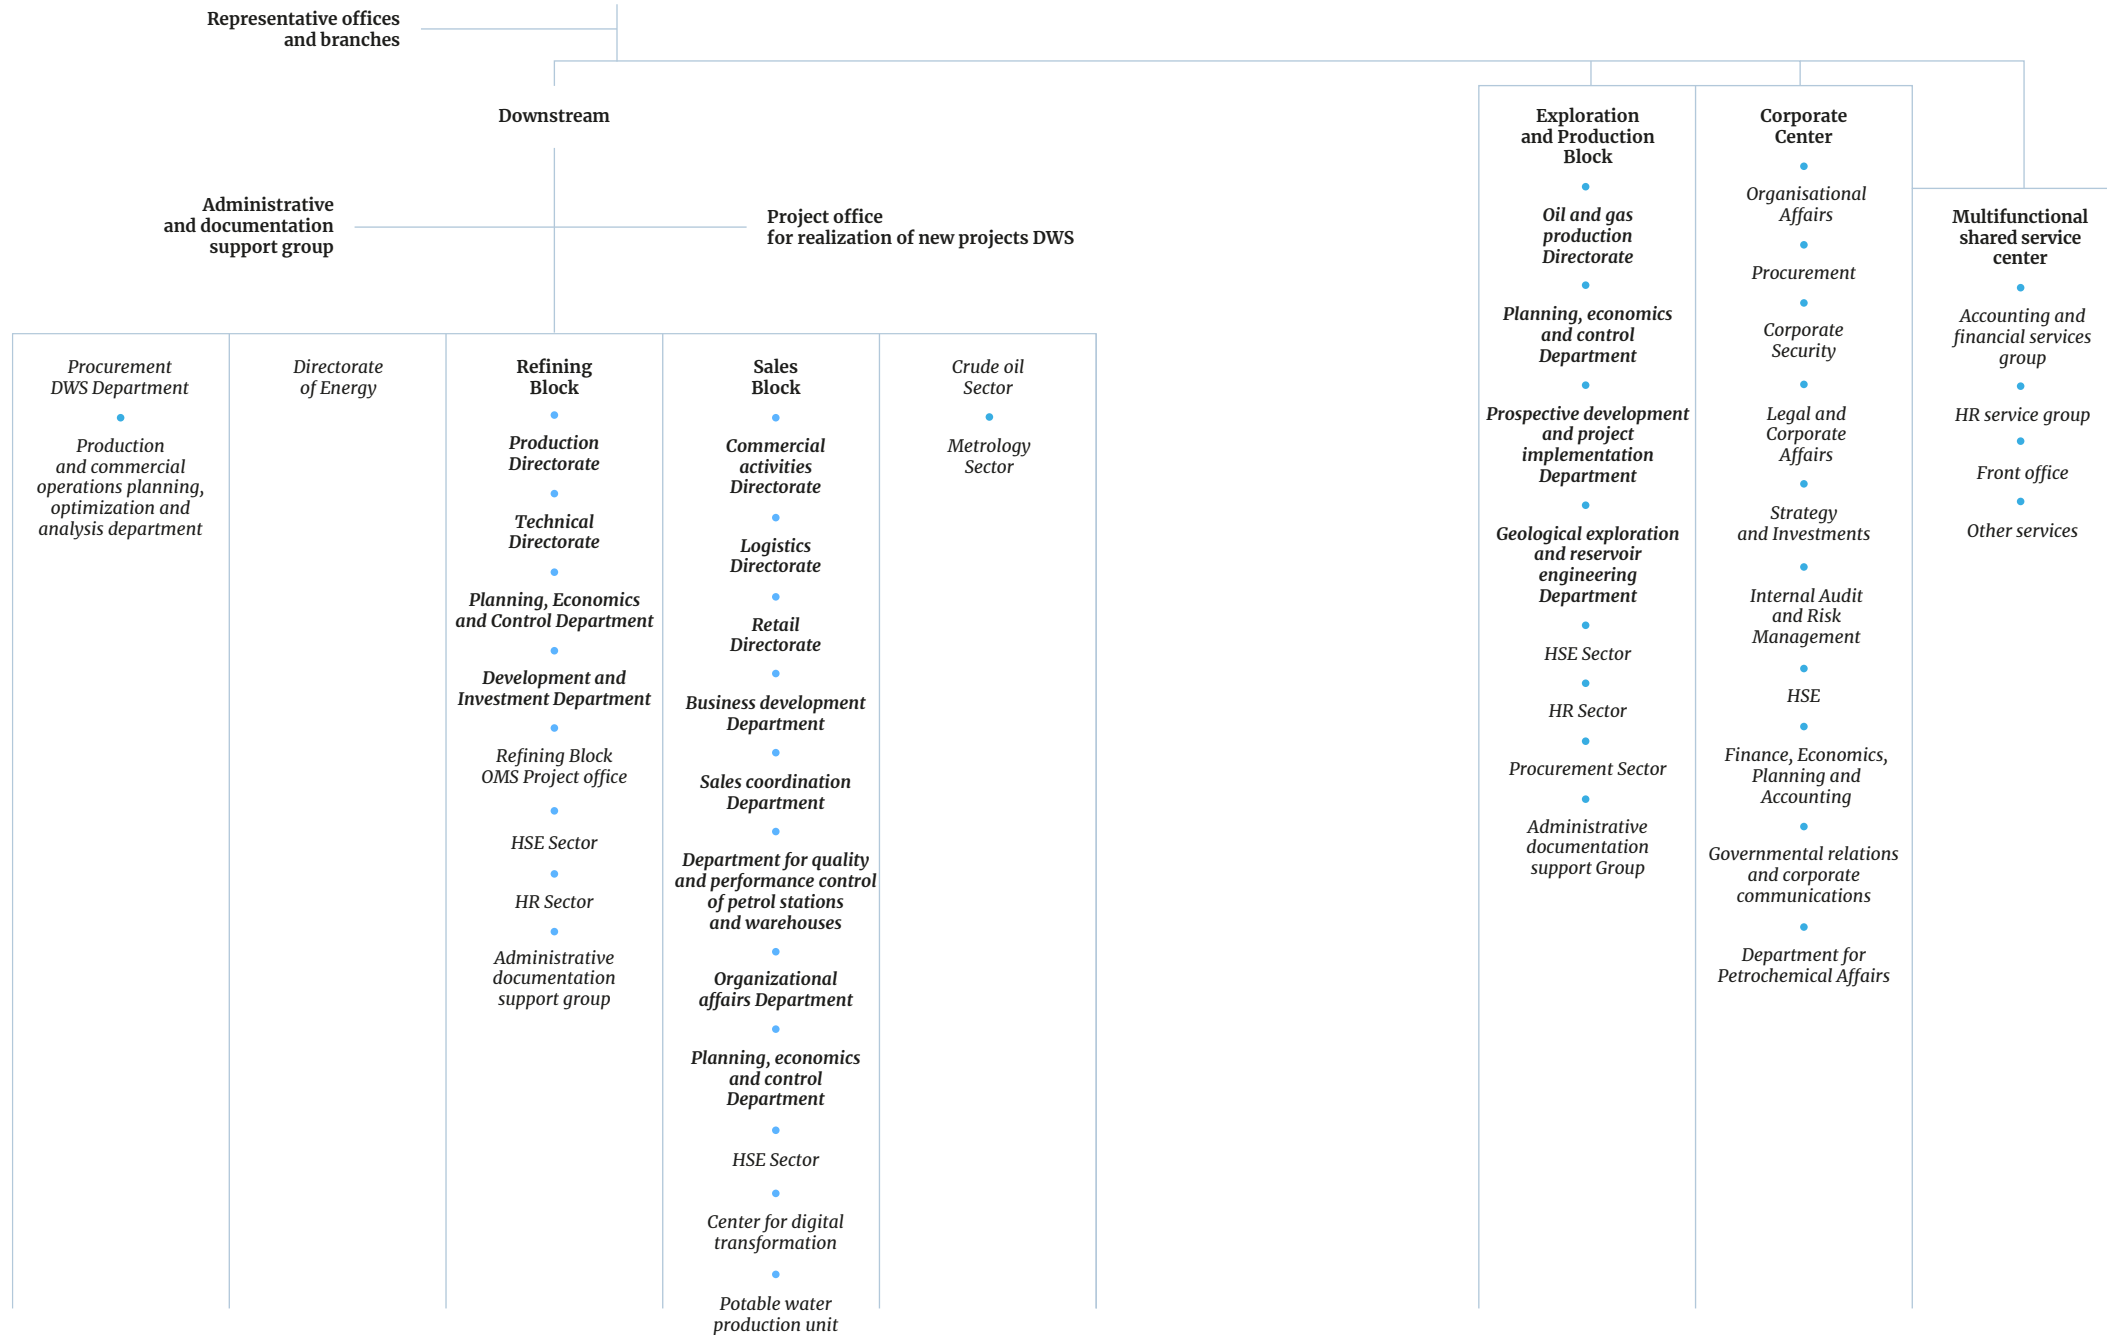 Representative offices
and branches
Downstream
Administrative
and documentation
support group
Project office
for realization of new projects DWS
Procurement
DWS Department
Production
and commercial
operations planning,
optimization and
analysis department
Directorate
of Energy
Refining
Block
Production
Directorate
Technical
Directorate
Planning, Economics
and Control Department
Development and
Investment Department
Refining Block
OMS Project office
HSE Sector
HR Sector
Administrative
documentation
support group
Sales
Block
Commercial
activities
Directorate
Logistics
Directorate
Retail
Directorate
Business development
Department
Sales coordination
Department
Department for quality
and performance control
of petrol stations
and warehouses
Organizational
affairs Department
Planning, economics
and control
Department
HSE Sector
Center for digital
transformation
Potable water
production unit
Crude oil
Sector
Metrology
Sector
Exploration
and Production
Block
Oil and gas
production
Directorate
Planning, economics
and control
Department
Prospective development
and project
implementation
Department
Geological exploration
and reservoir
engineering
Department
HSE Sector
HR Sector
Procurement Sector
Administrative
documentation
support Group
Corporate
Center
Organisational
Affairs
Procurement
Corporate
Security
Legal and
Corporate
Affairs
Strategy
and Investments
Internal Audit
and Risk
Management
HSE
Finance, Economics,
Planning and
Accounting
Governmental relations
and corporate
communications
Department for
Petrochemical Affairs
Multifunctional
shared service
center
Accounting and
financial services
group
HR service group
Front office
Other services